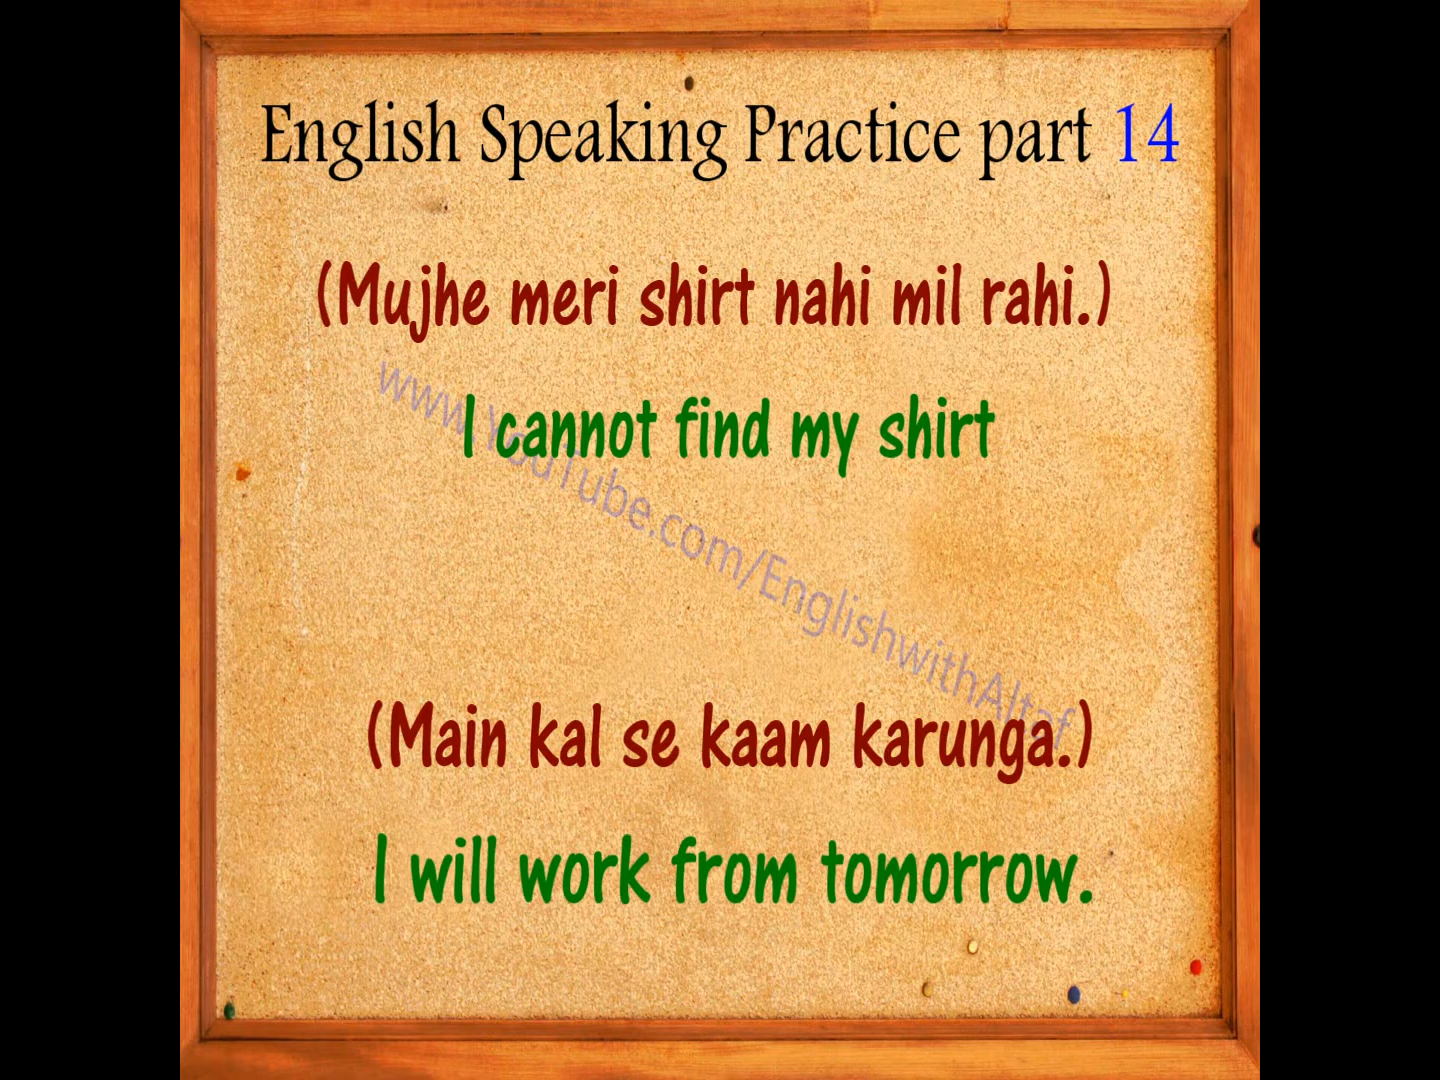 English Speaking Practice part 14
(Mujhe meri shirt nahi mil rahi.)
I cannot find my shirt
www.YouTube.com/EnglishwithAltaf
(Main kal se kaam karunga.)
I will work from tomorrow.